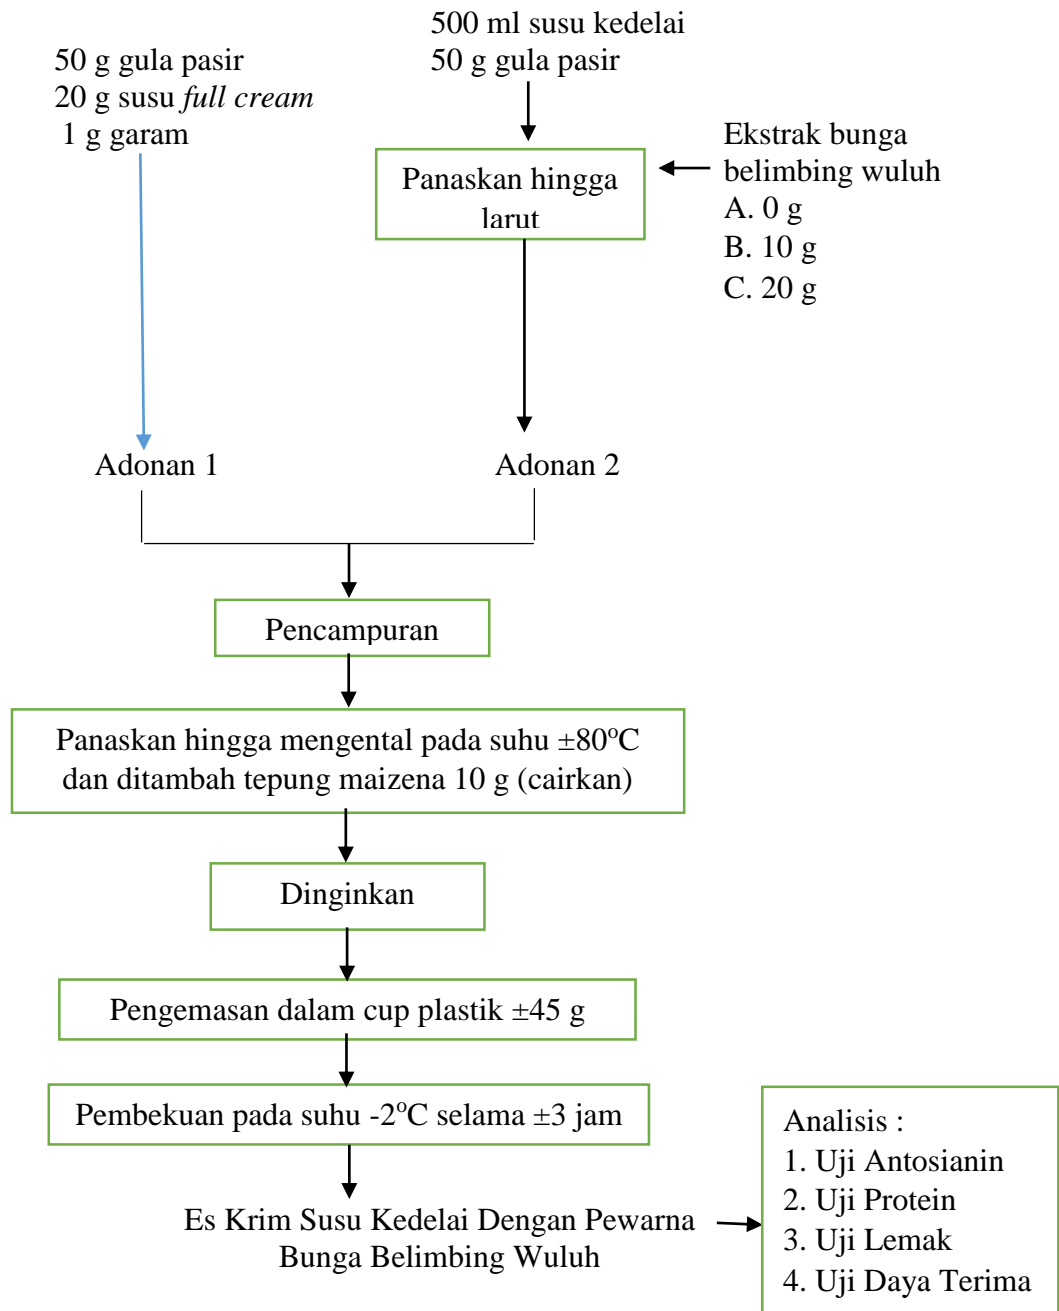 50 g gula pasir
20 g susu full cream
1 g garam
500 ml susu kedelai
50 g gula pasir
Panaskan hingga
larut
Ekstrak bunga
belimbing wuluh
A. 0 g
B. 10 g
C. 20 g
Adonan 1
Adonan 2
Pencampuran
Panaskan hingga mengental pada suhu ±80°C
dan ditambah tepung maizena 10 g (cairkan)
Dinginkan
Pengemasan dalam cup plastik ±45 g
Pembekuan pada suhu -2°C selama ±3 jam
Es Krim Susu Kedelai Dengan Pewarna
Bunga Belimbing Wuluh
Analisis :
1. Uji Antosianin
2. Uji Protein
3. Uji Lemak
4. Uji Daya Terima